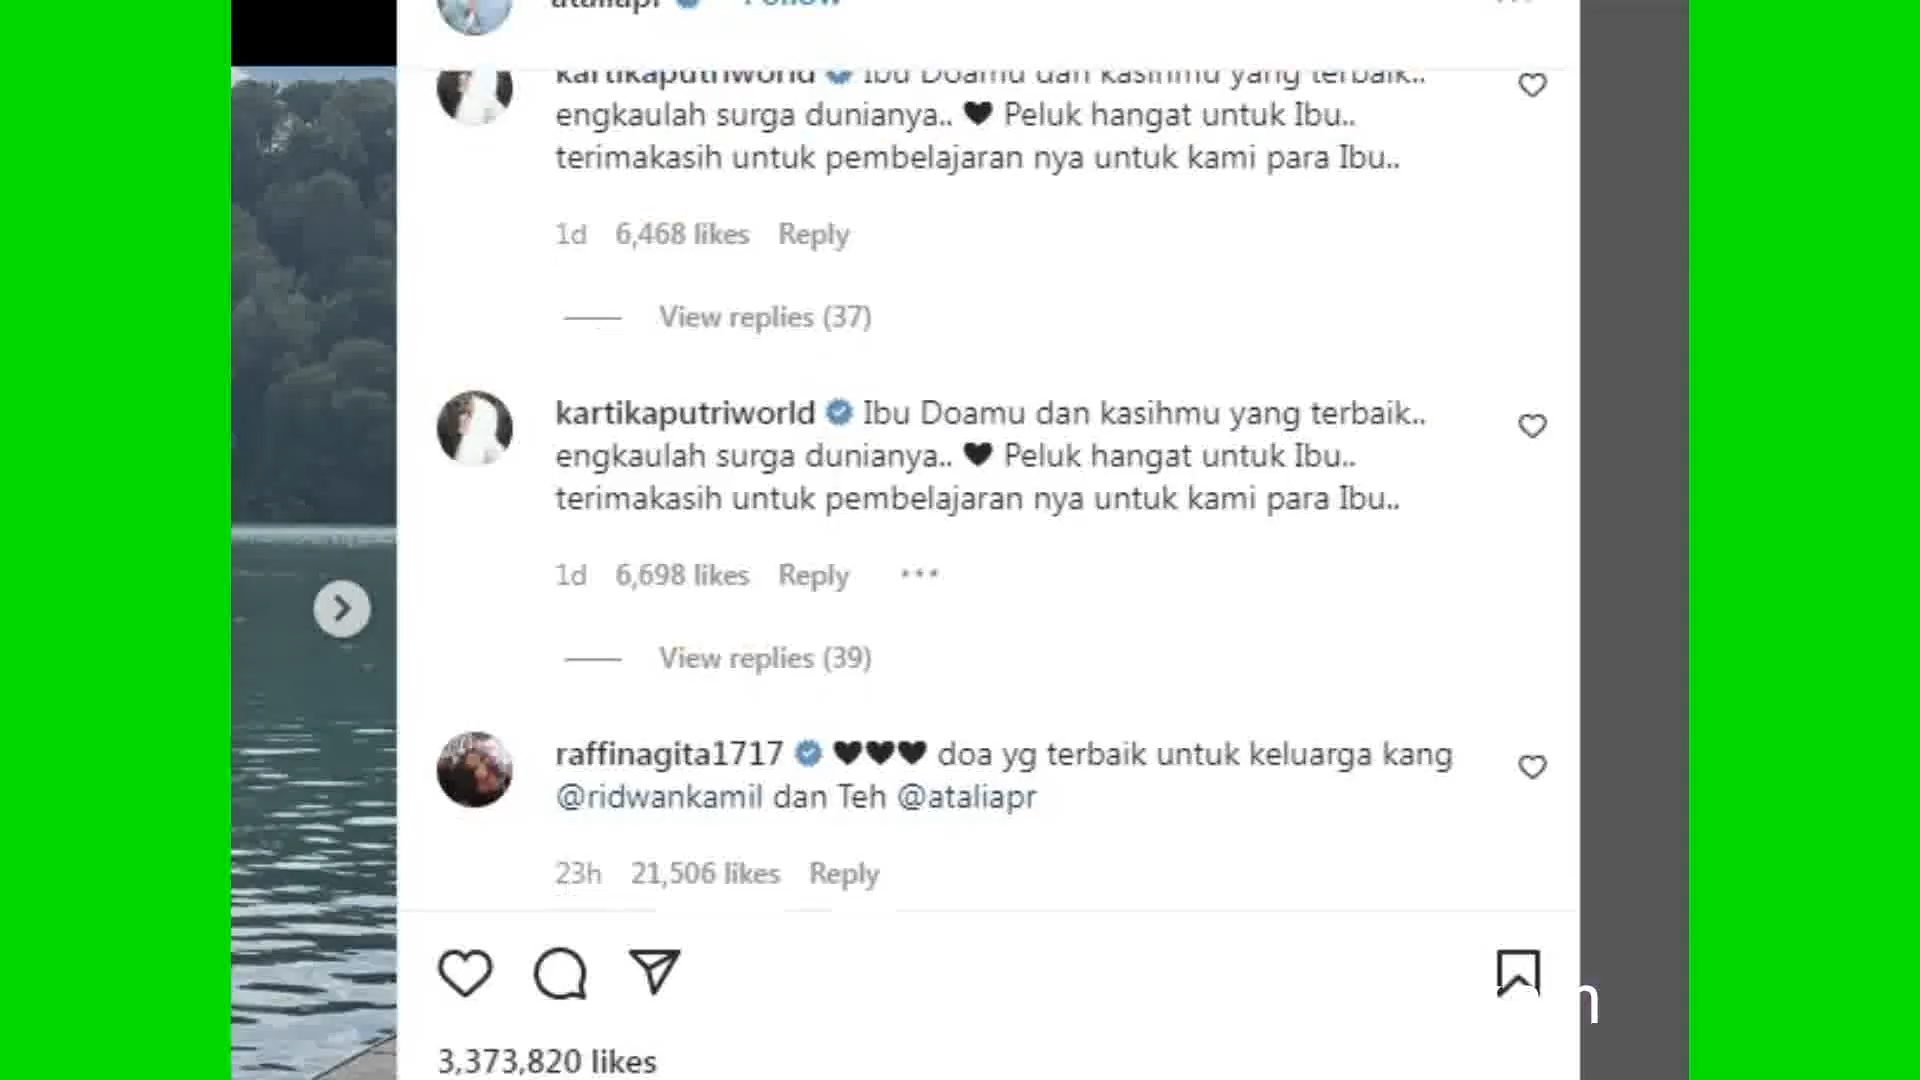 ataliapr Follow
kartikaputriworld Ibu Doamu dan kasihmu yang terbaik..
engkaulah surga dunianya.. 🖤 Peluk hangat untuk Ibu..
terimakasih untuk pembelajaran nya untuk kami para Ibu..
1d 6,468 likes Reply
View replies (37)
kartikaputriworld Ibu Doamu dan kasihmu yang terbaik..
engkaulah surga dunianya.. 🖤 Peluk hangat untuk Ibu..
terimakasih untuk pembelajaran nya untuk kami para Ibu..
1d 6,698 likes Reply ...
View replies (39)
raffinagita1717 🖤🖤🖤 doa yg terbaik untuk keluarga kang
@ridwankamil dan Teh @ataliapr
23h 21,506 likes Reply
3,373,820 likes